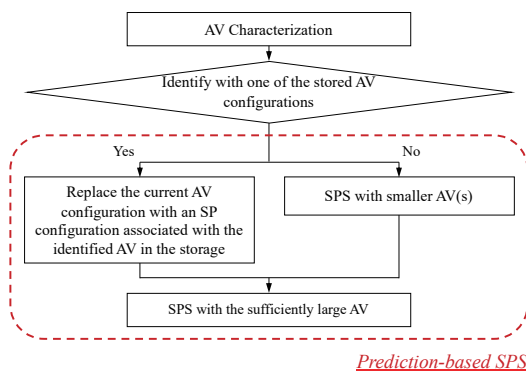 AV Characterization
Identify with one of the stored AV
configurations
Yes
No
Replace the current AV
configuration with an SP
configuration associated with the
identified AV in the storage
SPS with smaller AV(s)
SPS with the sufficiently large AV
Prediction-based SPS